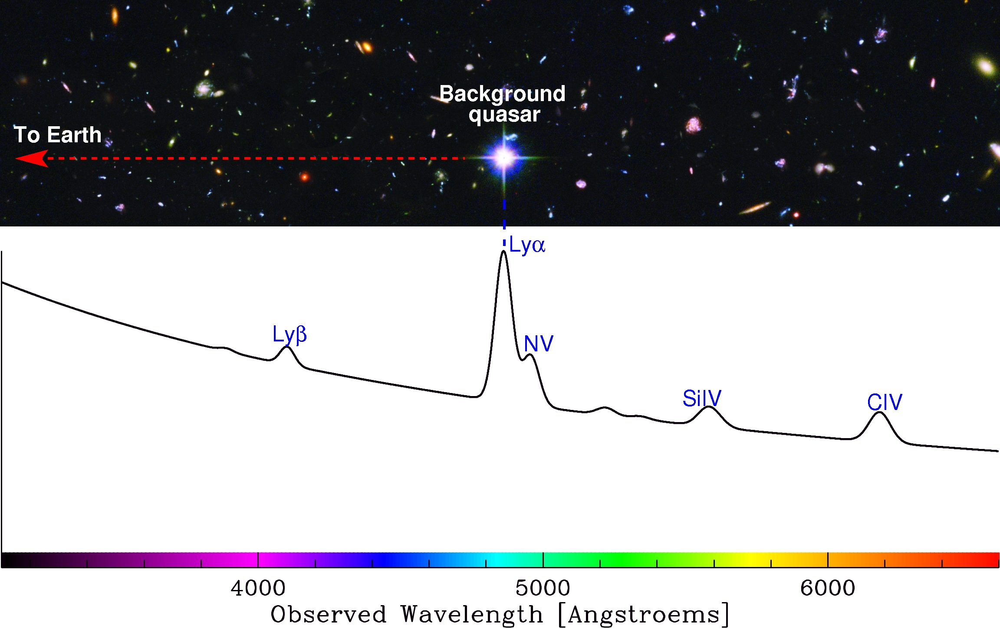 Background
quasar
To Earth
Lyα
Lyβ
NV
SiIV
CIV
4000 5000 6000
Observed Wavelength [Angstroems]